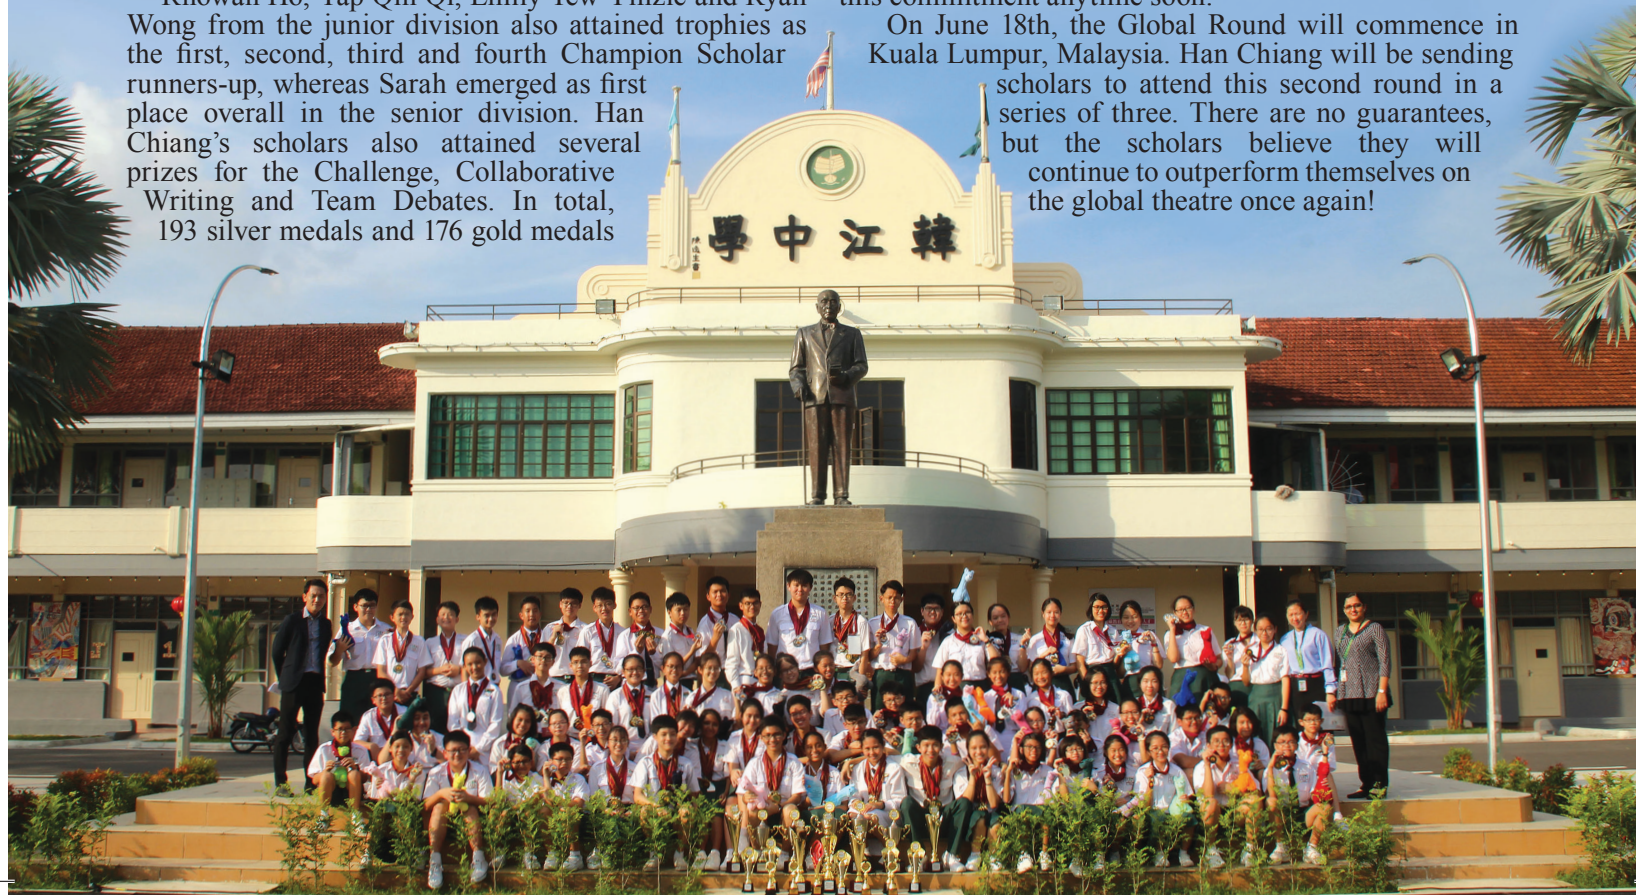 Wong from the junior division also attained trophies as
the first, second, third and fourth Champion Scholar
runners-up, whereas Sarah emerged as first
place overall in the senior division. Han
Chiang's scholars also attained several
prizes for the Challenge, Collaborative
Writing and Team Debates. In total,
193 silver medals and 176 gold medals
this commitment anytime soon.
On June 18th, the Global Round will commence in
Kuala Lumpur, Malaysia. Han Chiang will be sending
scholars to attend this second round in a
series of three. There are no guarantees,
but the scholars believe they will
continue to outperform themselves on
the global theatre once again!
韓江中學